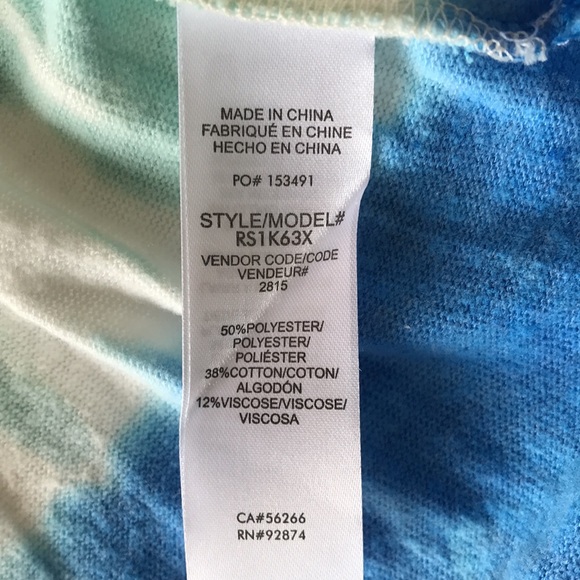 MADE IN CHINA
FABRIQUÉ EN CHINE
HECHO EN CHINA
PO# 153491
STYLE/MODEL#
RS1K63X
VENDOR CODE/CODE
VENDEUR#
2815
50%POLYESTER/
POLYESTER/
POLIÉSTER
38%COTTON/COTON/
ALGODÓN
12%VISCOSE/VISCOSE/
VISCOSA
CA#56266
RN#92874